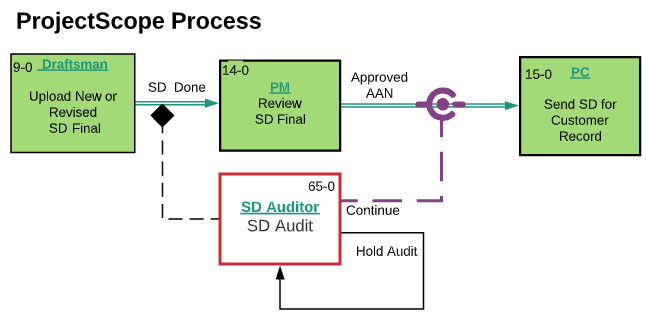 ProjectScope Process
9-0 Draftsman
Upload New or
Revised
SD Final
SD Done
14-0
PM
Review
SD Final
Approved
AAN
15-0 PC
Send SD for
Customer
Record
65-0
SD Auditor
SD Audit
Continue
Hold Audit